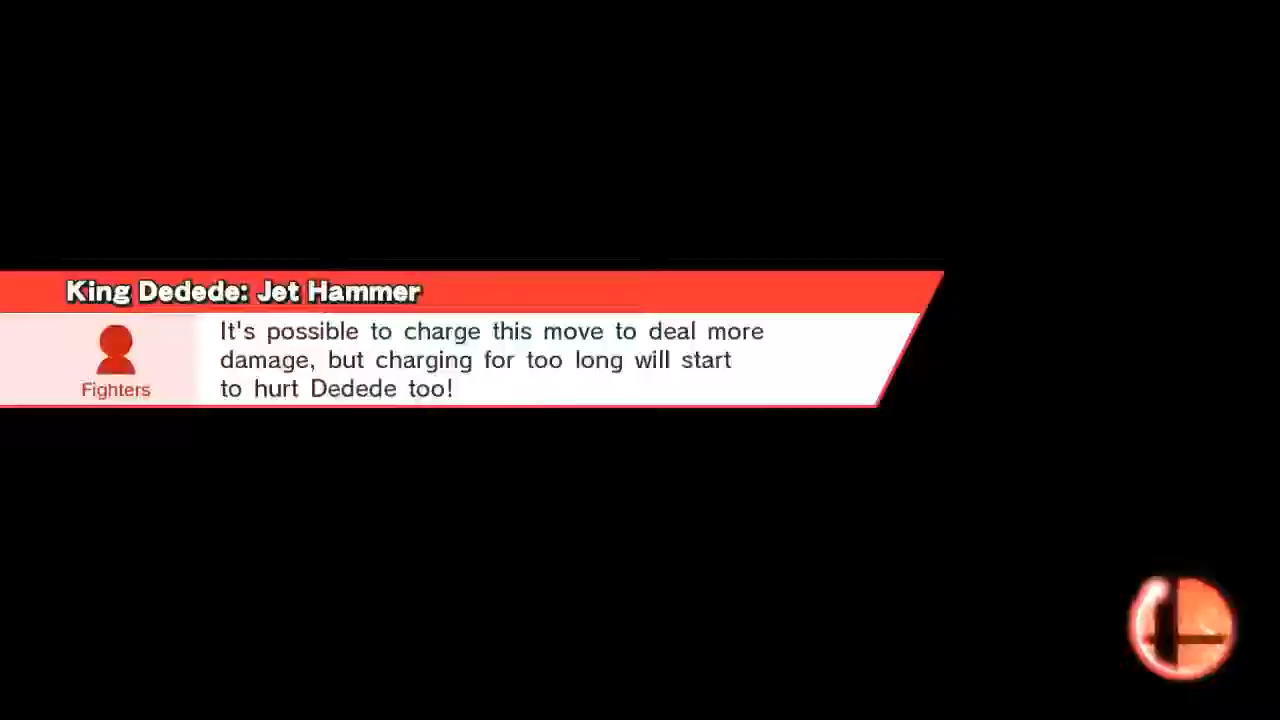 King Dedede: Jet Hammer
It's possible to charge this move to deal more
damage, but charging for too long will start
to hurt Dedede too!
Fighters